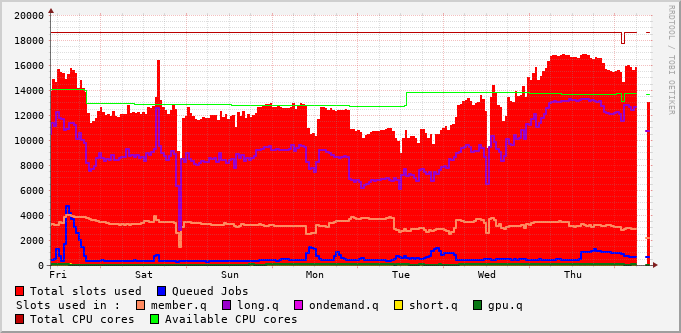 20000
18000
16000
14000
12000
10000
8000
6000
4000
2000
0
Fri Sat Sun Mon Tue Wed Thu
RRDTOOL / TOBI OETIKER
Total slots used Queued Jobs
Slots used in : member.q long.q ondemand.q short.q gpu.q
Total CPU cores Available CPU cores